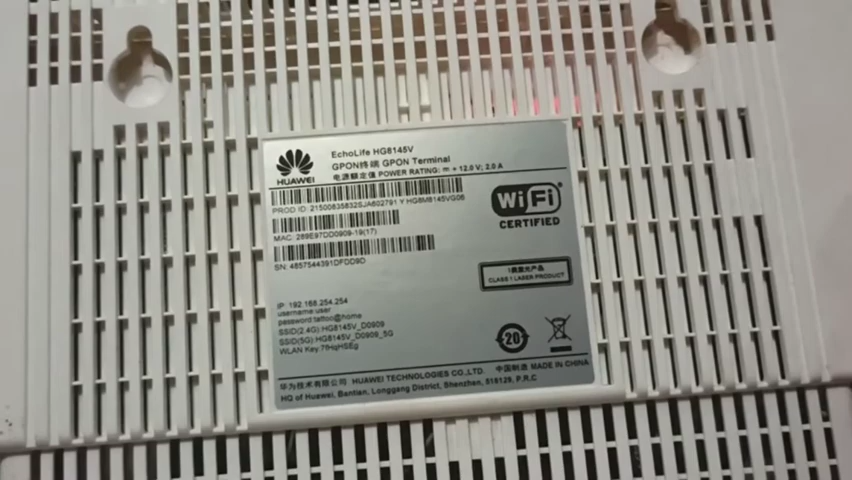 EchoLife HG8145V
GPON终端 GPON Terminal
电源额定值 POWER RATING: ⎓ + 12.0 V; 2.0 A
HUAWEI
PROD ID: 21500835832SJA602791 Y HG8M8145VG06
MAC: 289E97DD0909-19(17)
SN: 4857544391DFDD9D
WiFi
CERTIFIED
1类激光产品
CLASS 1 LASER PRODUCT
IP: 192.168.254.254
username:user
password:tattoo@home
SSID(2.4G):HG8145V_D0909
SSID(5G):HG8145V_D0909_5G
WLAN Key:7fHqHSEg
20
中国制造 MADE IN CHINA
华为技术有限公司 HUAWEI TECHNOLOGIES CO.,LTD.
HQ of Huawei, Bantian, Longgang District, Shenzhen, 518129, P.R.C